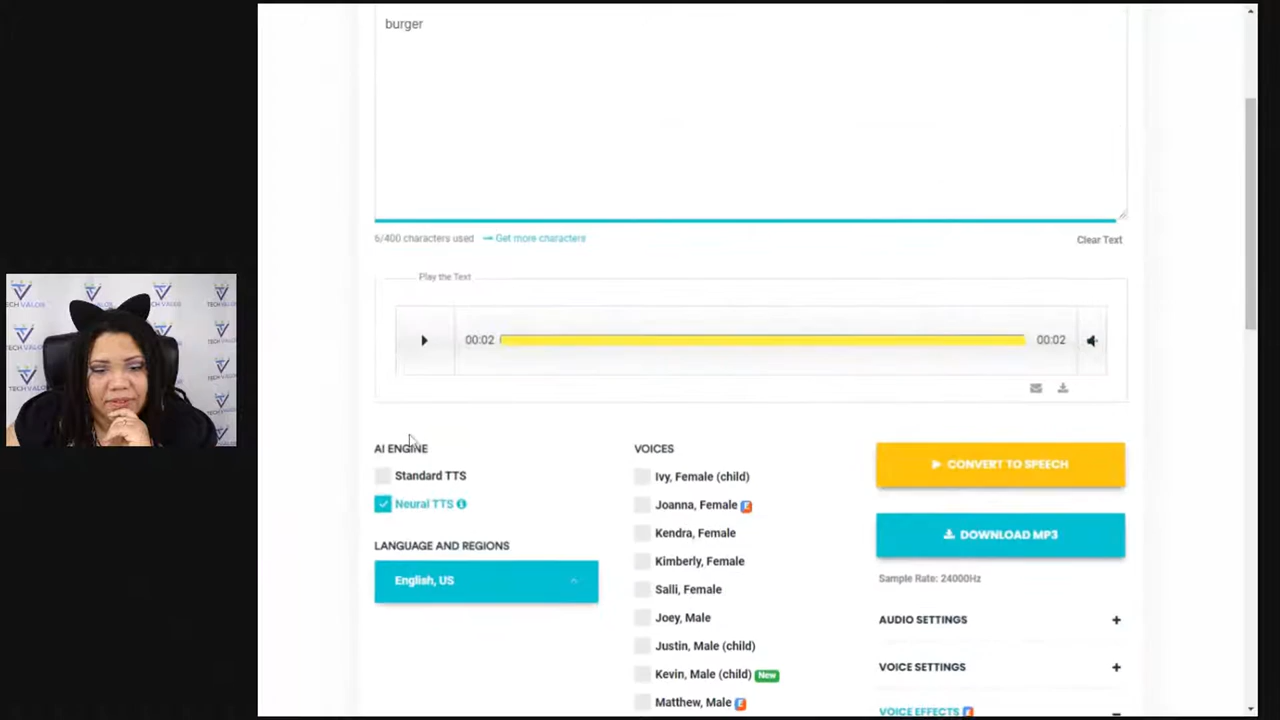 burger
6/400 characters used → Get more characters
Clear Text
Play the Text
00:02
00:02
AI ENGINE
Standard TTS
Neural TTS
LANGUAGE AND REGIONS
English, US
VOICES
Ivy, Female (child)
Joanna, Female E
Kendra, Female
Kimberly, Female
Salli, Female
Joey, Male
Justin, Male (child)
Kevin, Male (child) New
Matthew, Male E
CONVERT TO SPEECH
DOWNLOAD MP3
Sample Rate: 24000Hz
AUDIO SETTINGS +
VOICE SETTINGS +
VOICE EFFECTS E
TECH VALOR